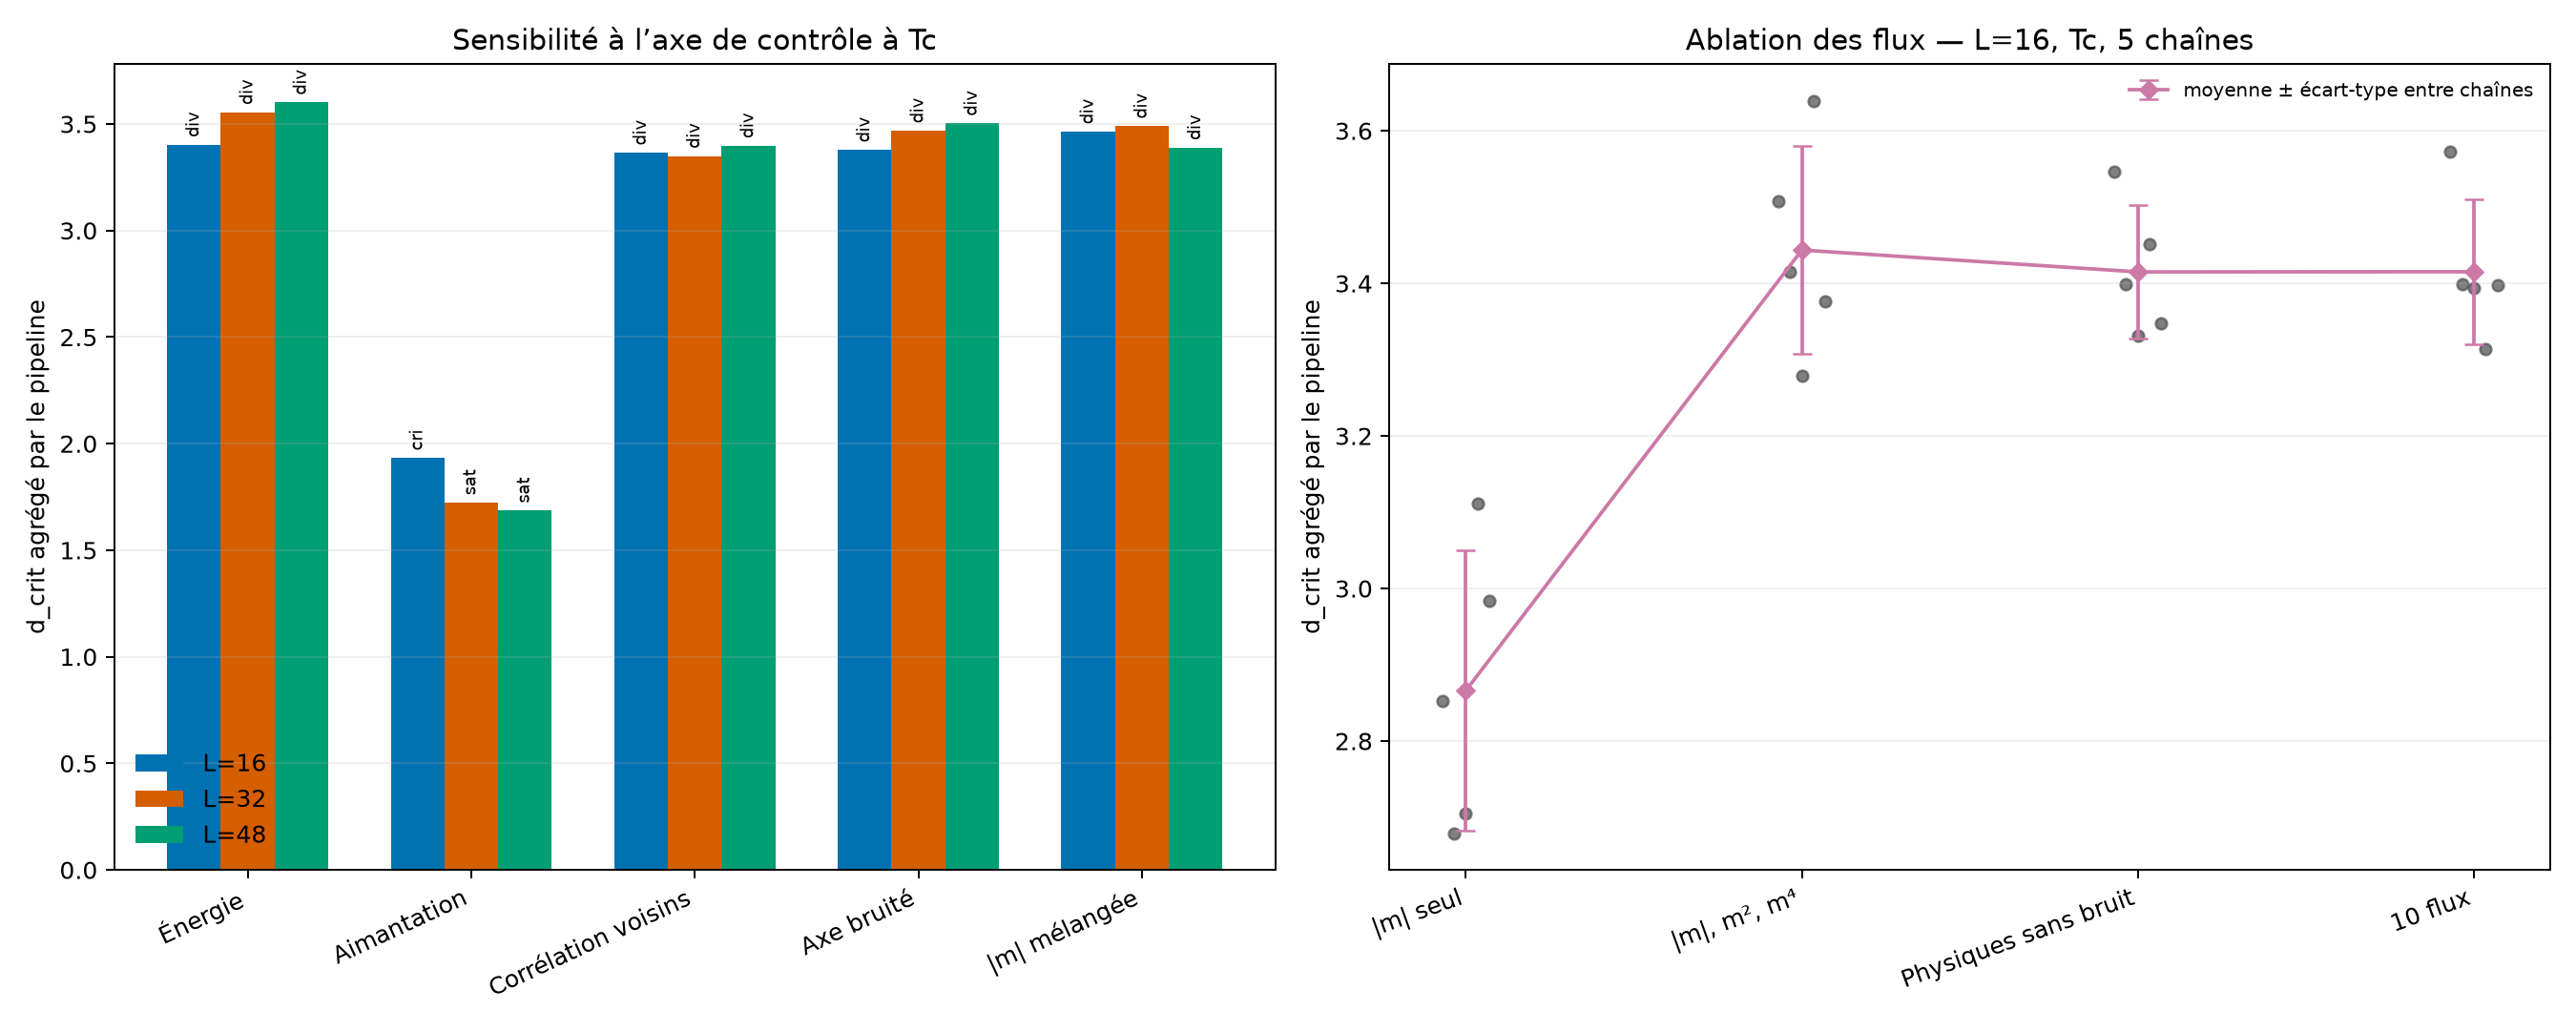 Sensibilité à l’axe de contrôle à Tc
d_crit agrégé par le pipeline
3.5
3.0
2.5
2.0
1.5
1.0
0.5
0.0
div
div
div
cri
sat
sat
div
div
div
div
div
div
div
div
div
L=16
L=32
L=48
Énergie
Aimantation
Corrélation voisins
Axe bruité
|m| mélangée
Ablation des flux — L=16, Tc, 5 chaînes
d_crit agrégé par le pipeline
3.6
3.4
3.2
3.0
2.8
moyenne ± écart-type entre chaînes
|m| seul
|m|, m², m⁴
Physiques sans bruit
10 flux